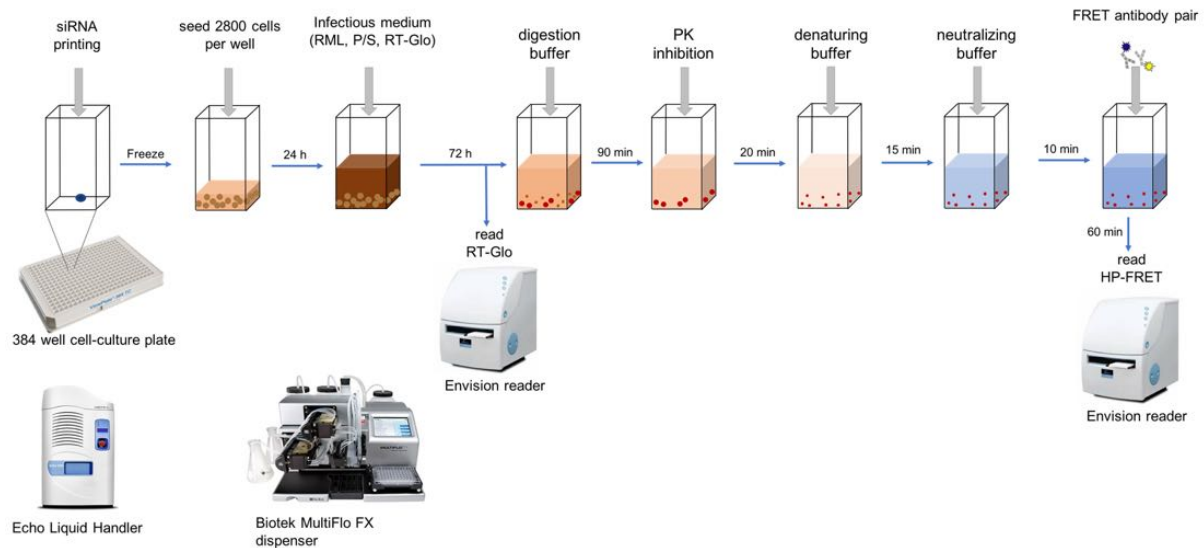 siRNA
printing
seed 2800 cells
per well
Infectious medium
(RML, P/S, RT-Glo)
digestion
buffer
PK
inhibition
denaturing
buffer
neutralizing
buffer
FRET antibody pair
Freeze
24 h
72 h
90 min
20 min
15 min
10 min
read
RT-Glo
60 min
read
HP-FRET
384 well cell-culture plate
Envision reader
Envision reader
Echo Liquid Handler
Biotek MultiFlo FX
dispenser